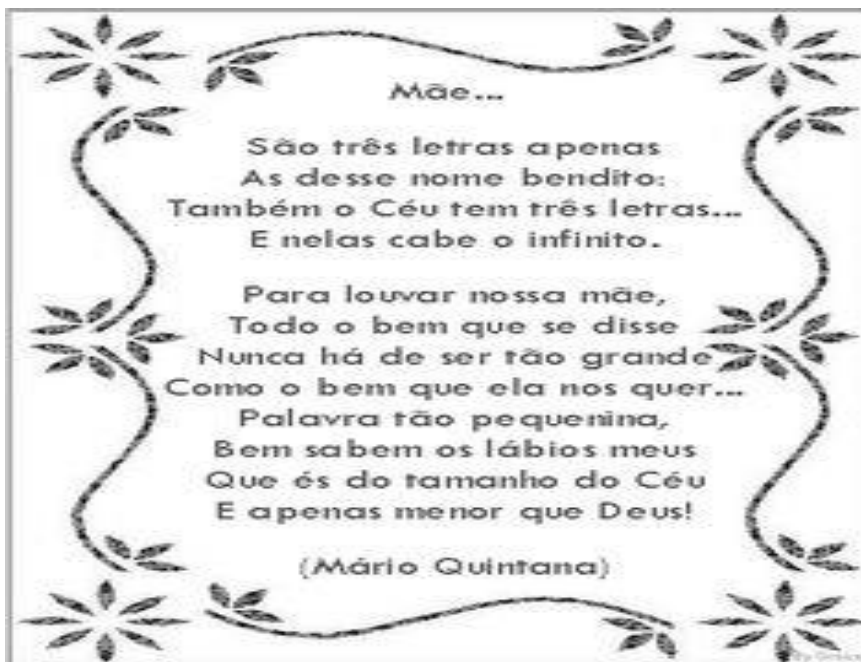 Mãe...
São três letras apenas
As desse nome bendito:
Também o Céu tem três letras...
E nelas cabe o infinito.
Para louvar nossa mãe,
Todo o bem que se disse
Nunca há de ser tão grande
Como o bem que ela nos quer...
Palavra tão pequenina,
Bem sabem os lábios meus
Que és do tamanho do Céu
E apenas menor que Deus!
(Mário Quintana)